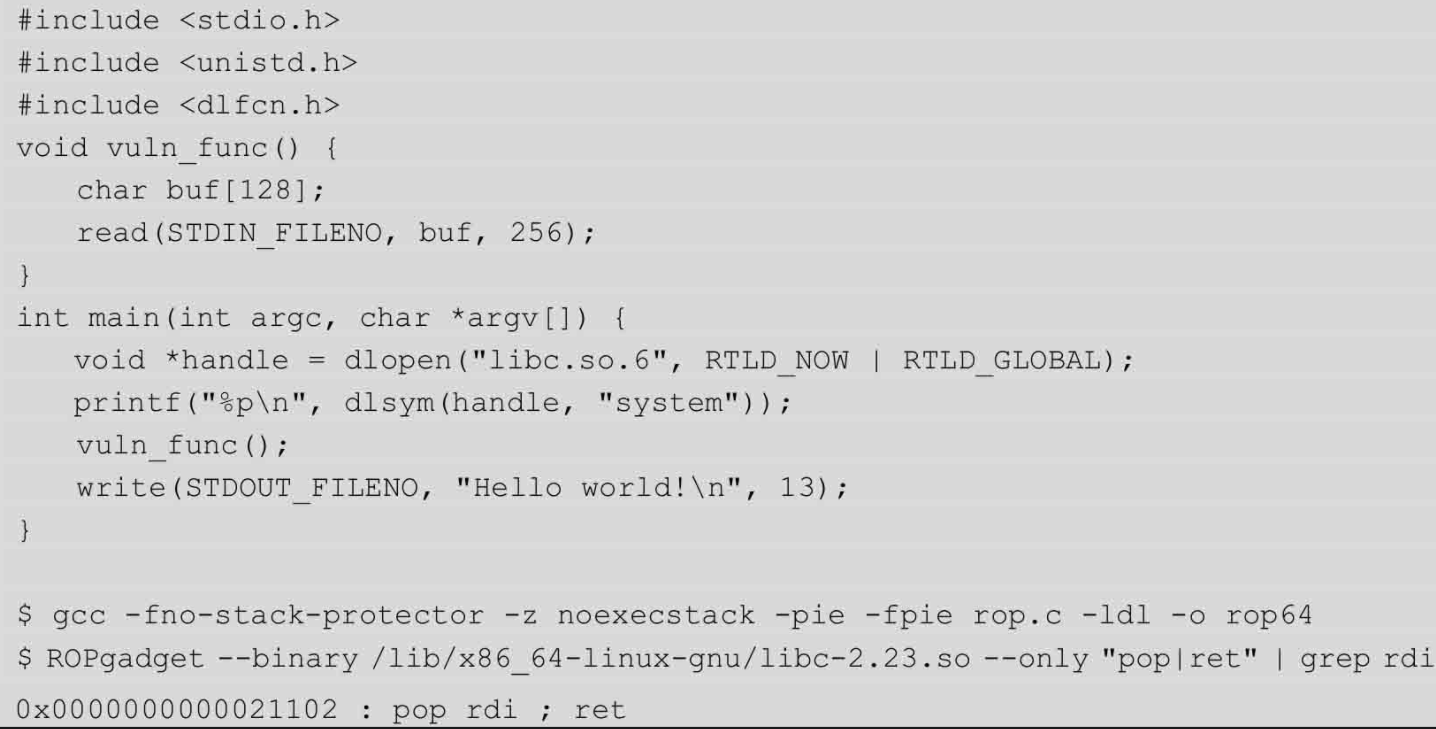 #include <stdio.h>
#include <unistd.h>
#include <dlfcn.h>
void vuln_func() {
    char buf[128];
    read(STDIN_FILENO, buf, 256);
}
int main(int argc, char *argv[]) {
    void *handle = dlopen("libc.so.6", RTLD_NOW | RTLD_GLOBAL);
    printf("%p\n", dlsym(handle, "system"));
    vuln_func();
    write(STDOUT_FILENO, "Hello world!\n", 13);
}

$ gcc -fno-stack-protector -z noexecstack -pie -fpie rop.c -ldl -o rop64
$ ROPgadget --binary /lib/x86_64-linux-gnu/libc-2.23.so --only "pop|ret" | grep rdi
0x0000000000021102 : pop rdi ; ret